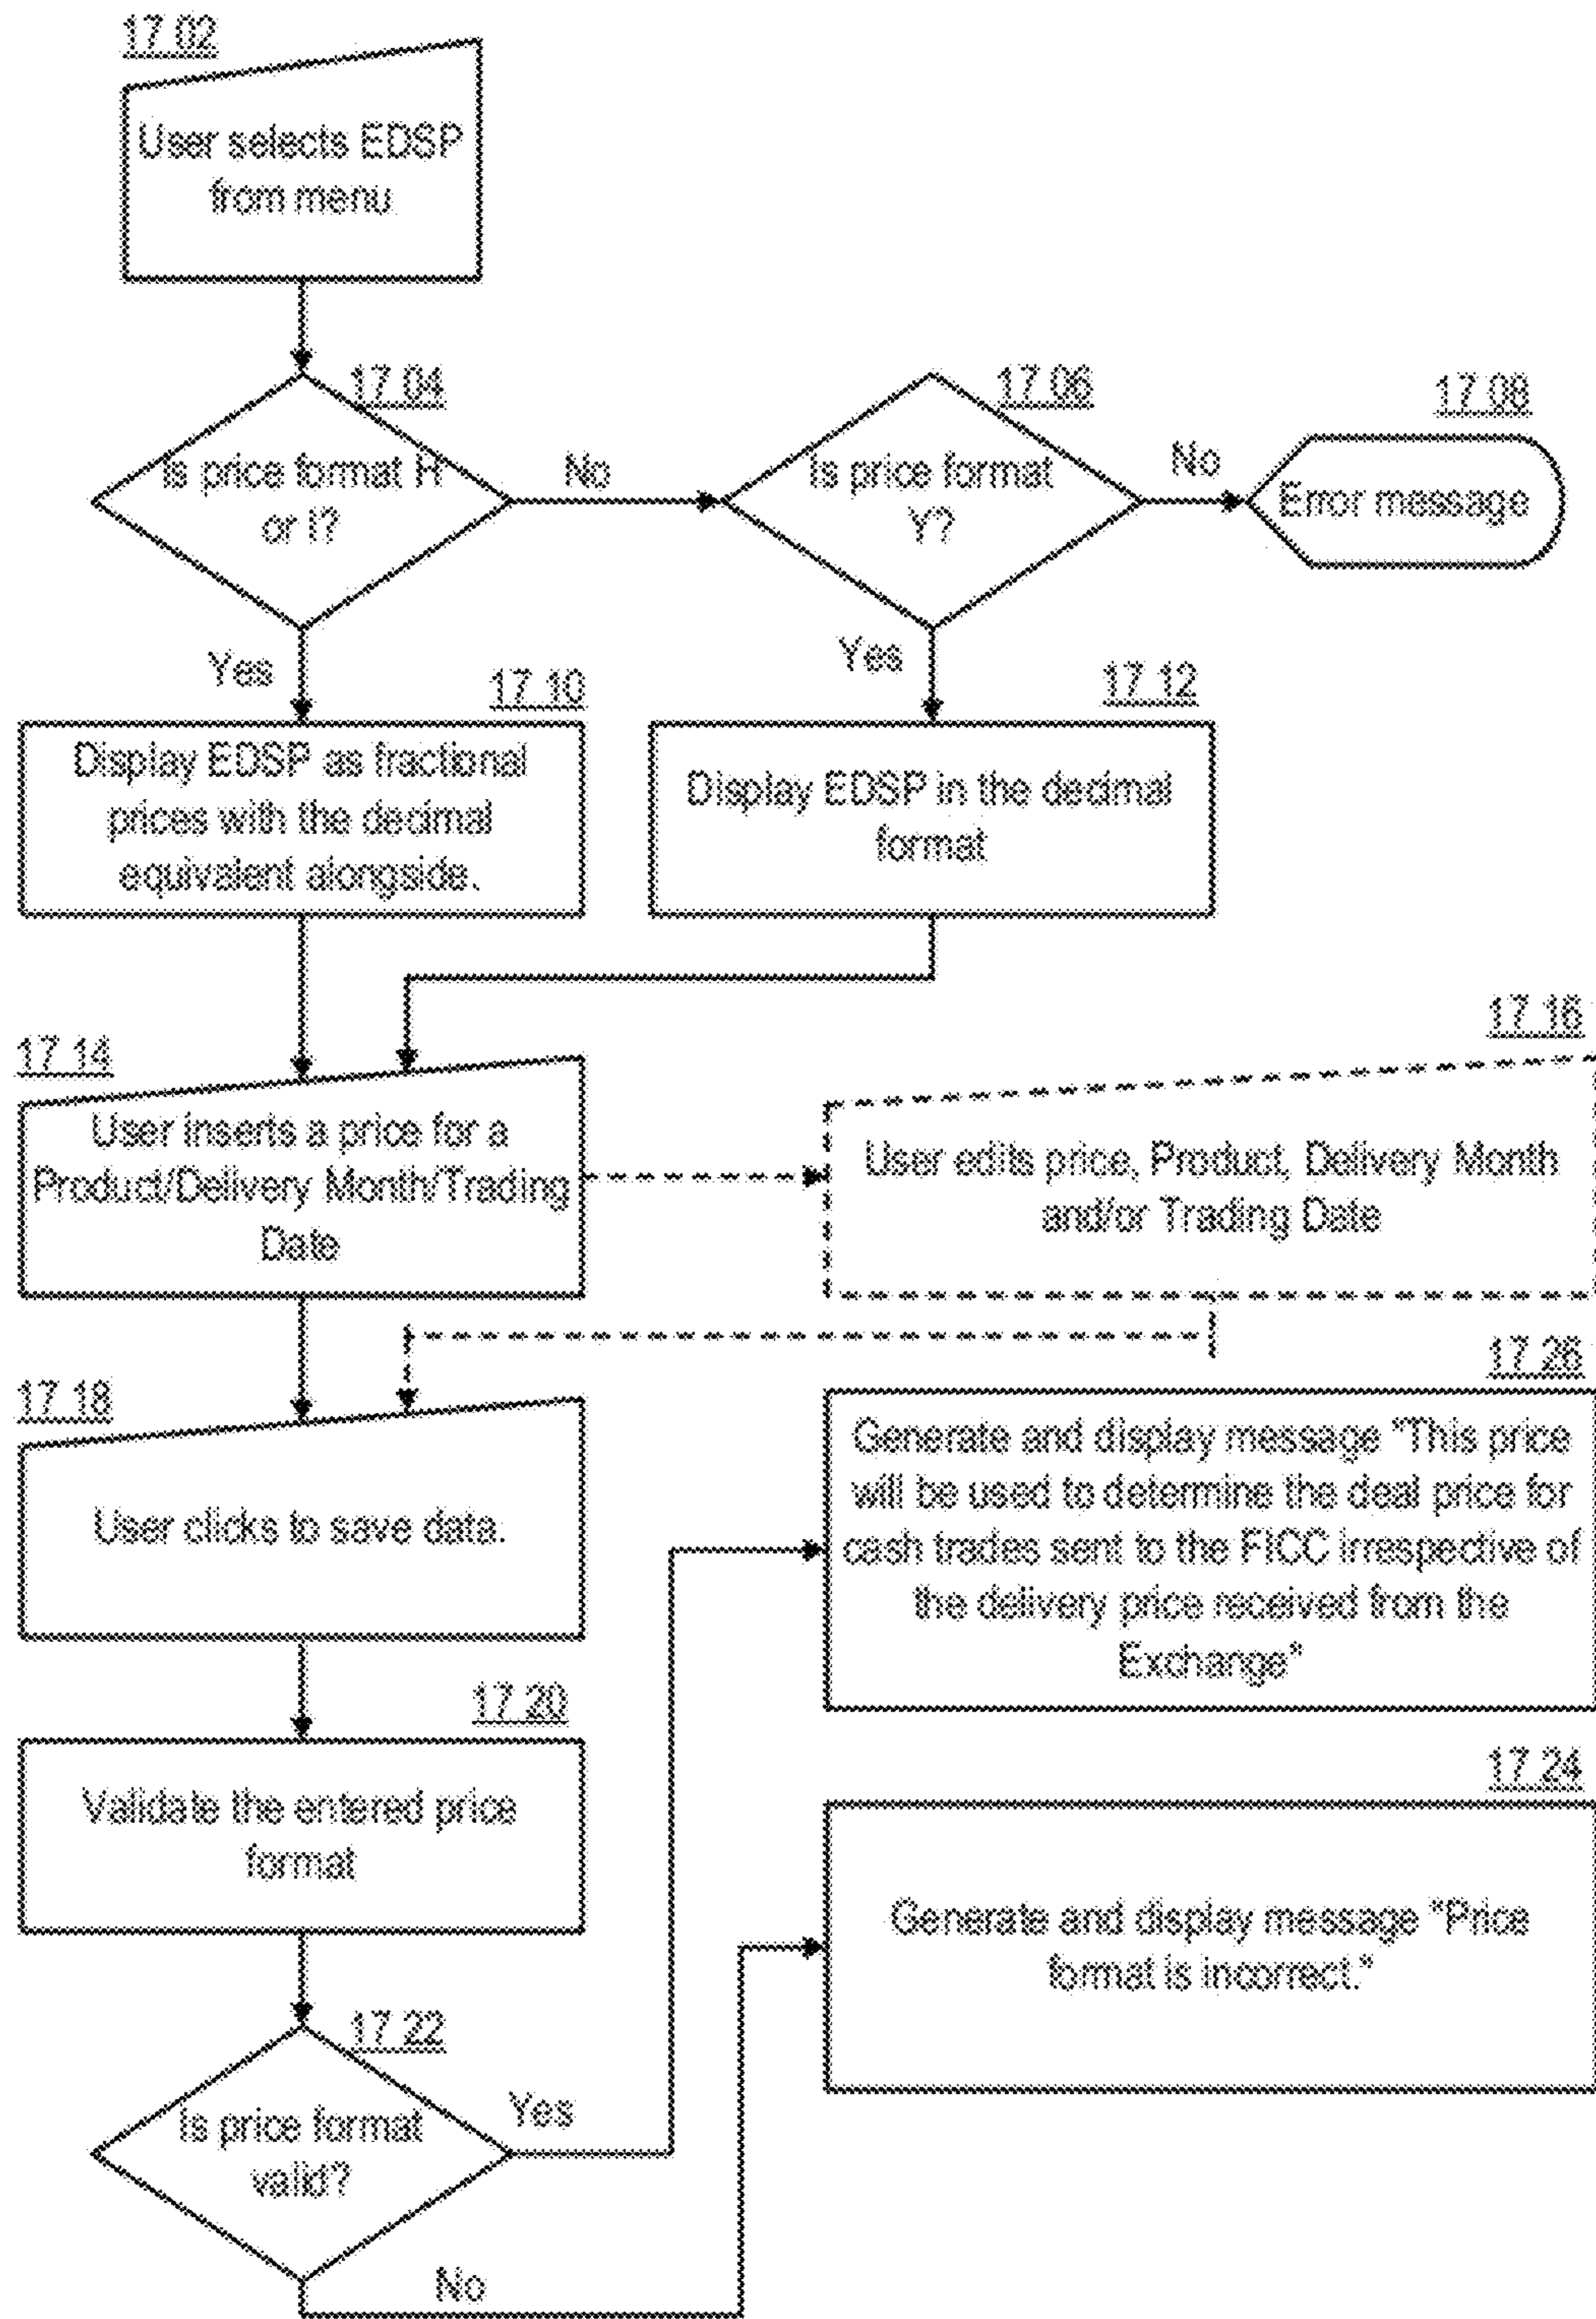 17.02
User selects EDSP
from menu
17.04
Is price format H
or I?
No
17.06
Is price format
Y?
No
17.08
Error message
Yes
Yes
17.10
Display EDSP as fractional
prices with the decimal
equivalent alongside.
17.12
Display EDSP in the decimal
format
17.14
User inserts a price for a
Product/Delivery Month/Trading
Date
17.16
User edits price, Product, Delivery Month
and/or Trading Date
17.18
User clicks to save data.
17.26
Generate and display message "This price
will be used to determine the deal price for
cash trades sent to the FICC irrespective of
the delivery price received from the
Exchange"
17.20
Validate the entered price
format
17.24
Generate and display message "Price
format is incorrect."
17.22
Is price format
valid?
Yes
No